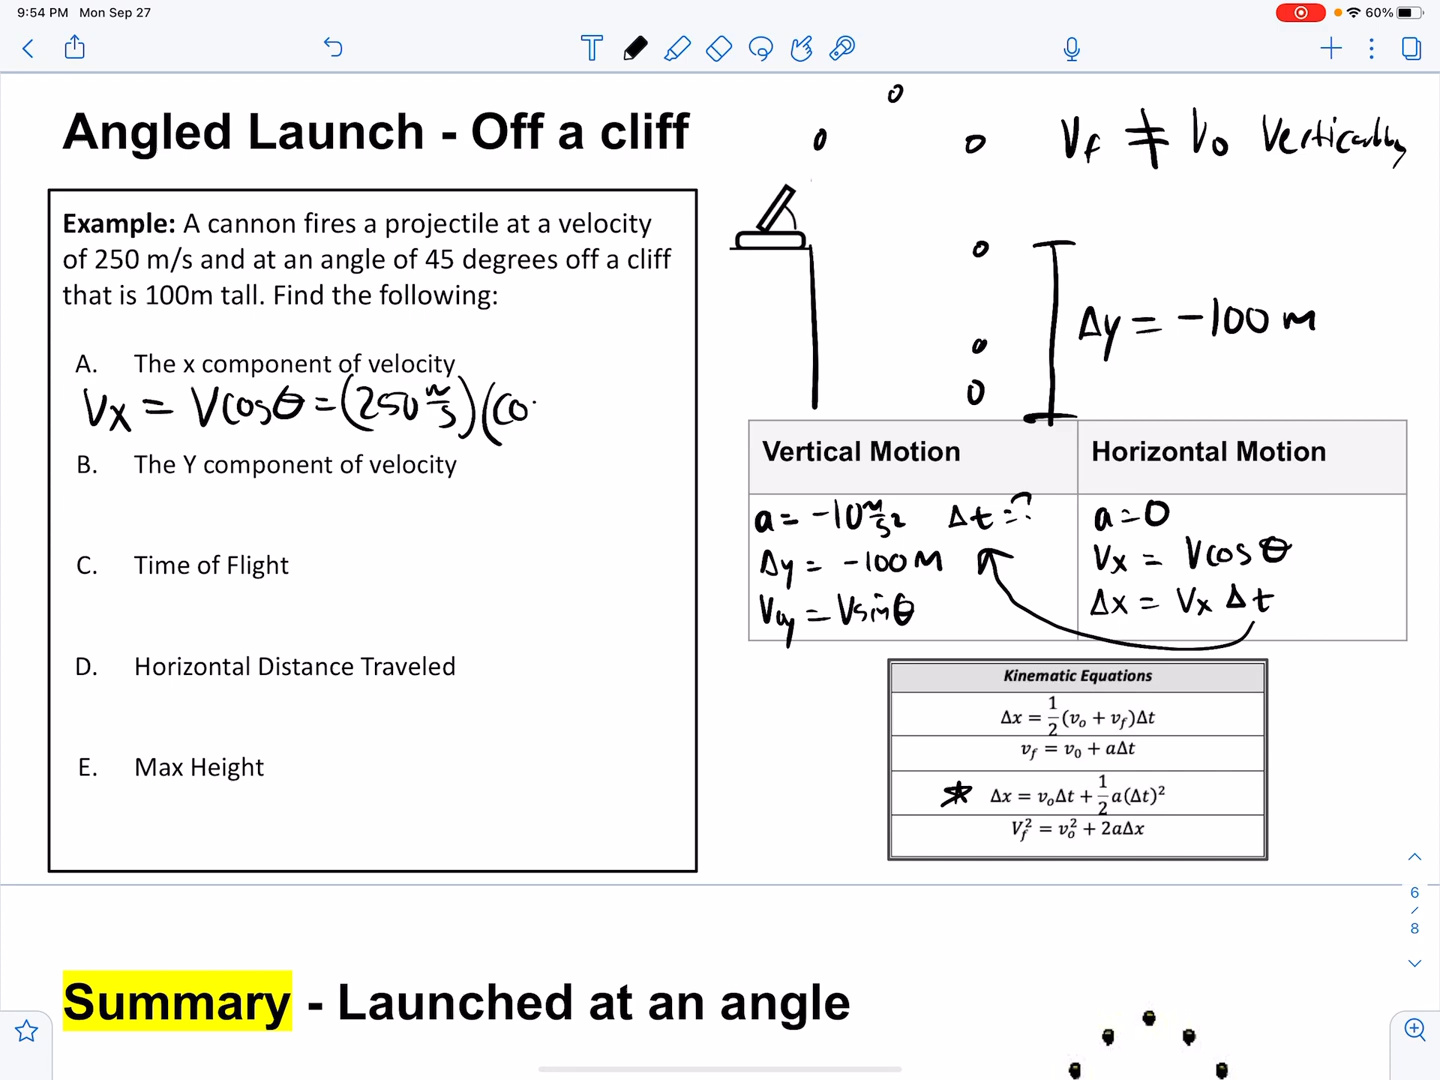 9:54 PM Mon Sep 27
60%
Angled Launch - Off a cliff
Vf ≠ V0 Vertically
Example: A cannon fires a projectile at a velocity
of 250 m/s and at an angle of 45 degrees off a cliff
that is 100m tall. Find the following:
A. The x component of velocity
Vx = Vcosθ = (250 m/s)(co
B. The Y component of velocity
C. Time of Flight
D. Horizontal Distance Traveled
E. Max Height
Δy = -100 m
Vertical Motion
a = -10 m/s² Δt = ?
Δy = -100 M
Voy = Vsinθ
Horizontal Motion
a = 0
Vx = Vcosθ
Δx = Vx Δt
Kinematic Equations
Δx = 1/2(vo + vf)Δt
vf = v0 + aΔt
Δx = voΔt + 1/2a(Δt)²
Vf² = vo² + 2aΔx
6
/
8
Summary - Launched at an angle